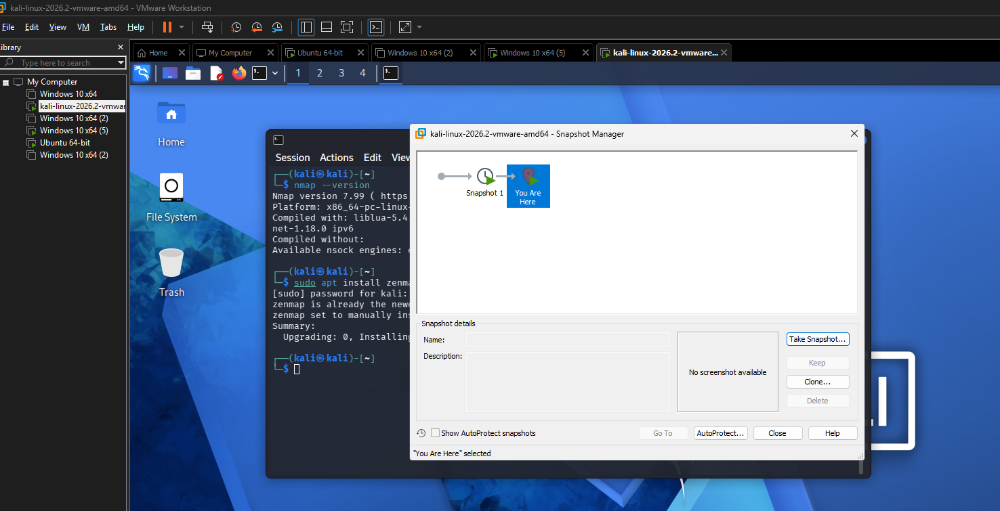 kali-linux-2026.2-vmware-amd64 - VMware Workstation
File Edit View VM Tabs Help
ibrary
Type here to search
My Computer
Windows 10 x64
kali-linux-2026.2-vmwar
Windows 10 x64 (2)
Windows 10 x64 (5)
Ubuntu 64-bit
Windows 10 x64 (2)
Home
My Computer
Ubuntu 64-bit
Windows 10 x64 (2)
Windows 10 x64 (5)
kali-linux-2026.2-vmware...
1 2 3 4
Home
File System
Trash
Session Actions Edit View
┌──(kali㉿kali)-[~]
└─$ nmap --version
Nmap version 7.99 ( https
Platform: x86_64-pc-linux-
Compiled with: liblua-5.4
net-1.18.0 ipv6
Compiled without:
Available nsock engines: e
┌──(kali㉿kali)-[~]
└─$ sudo apt install zenma
[sudo] password for kali:
zenmap is already the newe
zenmap set to manually ins
Summary:
Upgrading: 0, Installing
┌──(kali㉿kali)-[~]
└─$
kali-linux-2026.2-vmware-amd64 - Snapshot Manager
Snapshot 1
You Are
Here
Snapshot details
Name:
Description:
No screenshot available
Take Snapshot...
Keep
Clone...
Delete
Show AutoProtect snapshots
Go To
AutoProtect...
Close
Help
"You Are Here" selected